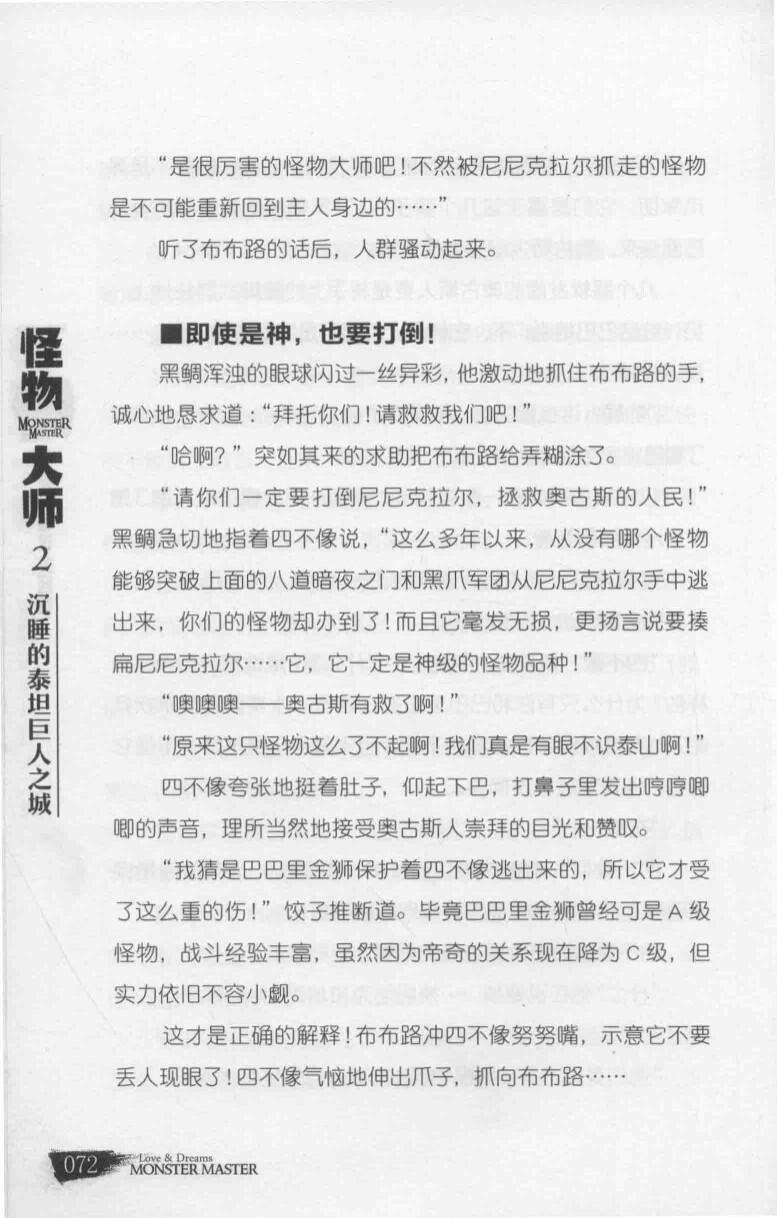 “是很厉害的怪物大师吧！不然被尼尼克拉尔抓走的怪物
是不可能重新回到主人身边的……”
听了布布路的话后，人群骚动起来。
■即使是神，也要打倒！
黑鲷浑浊的眼球闪过一丝异彩，他激动地抓住布布路的手，
诚心地恳求道：“拜托你们！请救救我们吧！”
“哈啊？”突如其来的求助把布布路给弄糊涂了。
“请你们一定要打倒尼尼克拉尔，拯救奥古斯的人民！”
黑鲷急切地指着四不像说，“这么多年以来，从没有哪个怪物
能够突破上面的八道暗夜之门和黑爪军团从尼尼克拉尔手中逃
出来，你们的怪物却办到了！而且它毫发无损，更扬言说要揍
扁尼尼克拉尔……它，它一定是神级的怪物品种！”
“噢噢噢——奥古斯有救了啊！”
“原来这只怪物这么了不起啊！我们真是有眼不识泰山啊！”
四不像夸张地挺着肚子，仰起下巴，打鼻子里发出哼哼唧
唧的声音，理所当然地接受奥古斯人崇拜的目光和赞叹。
“我猜是巴巴里金狮保护着四不像逃出来的，所以它才受
了这么重的伤！”饺子推断道。毕竟巴巴里金狮曾经可是 A 级
怪物，战斗经验丰富，虽然因为帝奇的关系现在降为 C 级，但
实力依旧不容小觑。
这才是正确的解释！布布路冲四不像努努嘴，示意它不要
丢人现眼了！四不像气恼地伸出爪子，抓向布布路……
怪物
MONSTER
MASTER
大师
2
沉睡的泰坦巨人之城
072
Love & Dreams
MONSTER MASTER